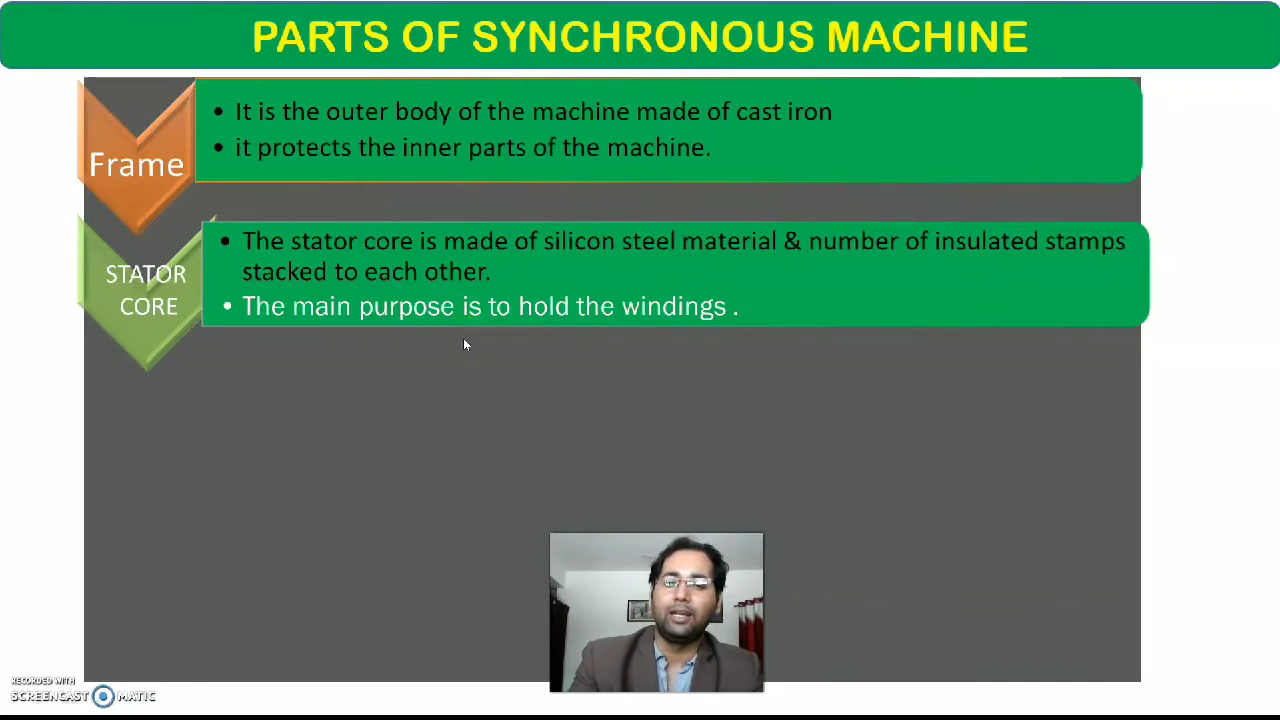 PARTS OF SYNCHRONOUS MACHINE
Frame
• It is the outer body of the machine made of cast iron
• it protects the inner parts of the machine.
STATOR
CORE
• The stator core is made of silicon steel material & number of insulated stamps
stacked to each other.
• The main purpose is to hold the windings .
RECORDED WITH
SCREENCAST MATIC